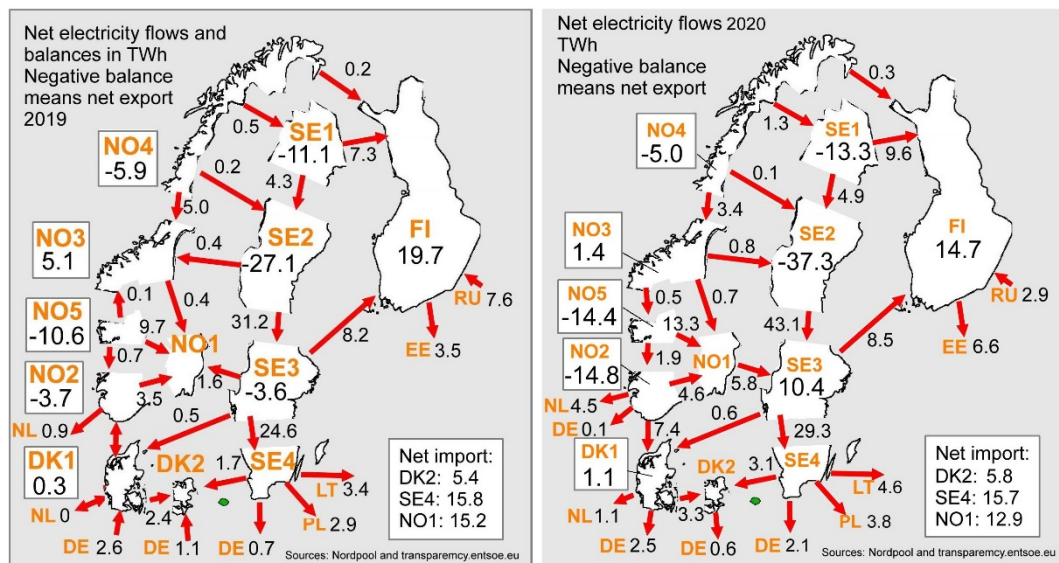 Net electricity flows and
balances in TWh
Negative balance
means net export
2019
0.2
0.5
SE1
-11.1
7.3
NO4
-5.9
0.2
4.3
5.0
NO3
5.1
0.4
SE2
-27.1
FI
19.7
RU 7.6
0.1
0.4
NO5
-10.6
9.7
NO1
31.2
8.2
EE 3.5
0.7
NO2
-3.7
3.5
1.6
SE3
-3.6
NL 0.9
0.5
24.6
DK1
0.3
DK2
1.7
SE4
LT
3.4
NL 0
2.4
PL 2.9
DE 2.6
DE 1.1
DE 0.7
Net import:
DK2: 5.4
SE4: 15.8
NO1: 15.2
Sources: Nordpool and transparemcy.entsoe.eu
Net electricity flows 2020
TWh
Negative balance
means net export
0.3
1.3
SE1
-13.3
9.6
NO4
-5.0
0.1
4.9
3.4
NO3
1.4
0.8
SE2
-37.3
FI
14.7
RU 2.9
0.5
0.7
NO5
-14.4
13.3
43.1
8.5
EE 6.6
1.9
NO1
NO2
-14.8
4.6
5.8
SE3
10.4
NL 4.5
DE 0.1
7.4
0.6
29.3
DK1
1.1
DK2
3.1
SE4
LT
4.6
NL 1.1
3.3
PL 3.8
DE 2.5
DE 0.6
DE 2.1
Net import:
DK2: 5.8
SE4: 15.7
NO1: 12.9
Sources: Nordpool and transparemcy.entsoe.eu